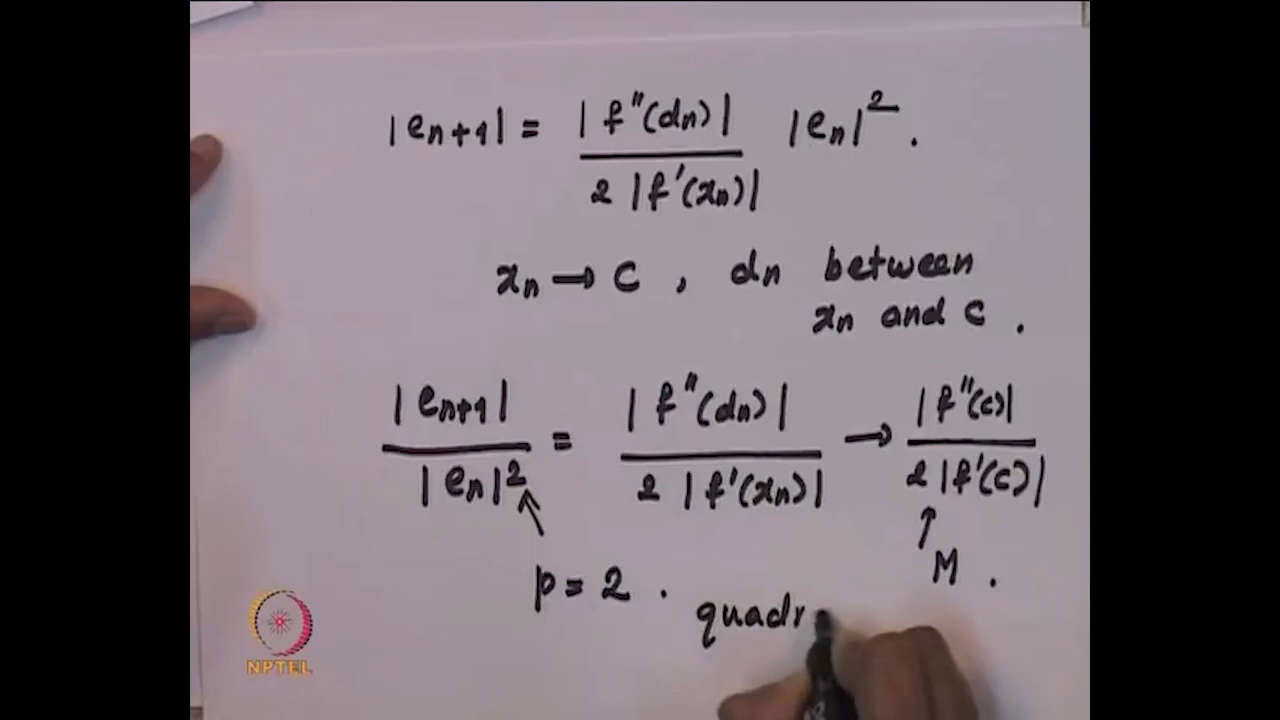 |en+1| = |f"(dn)| / 2 |f'(xn)| |en|² .
xn → c , dn between
xn and c .
|en+1| / |en|² = |f"(dn)| / 2 |f'(xn)| → |f"(c)| / 2 |f'(c)|
↑ ↑
p = 2 . M .
quadr
NPTEL